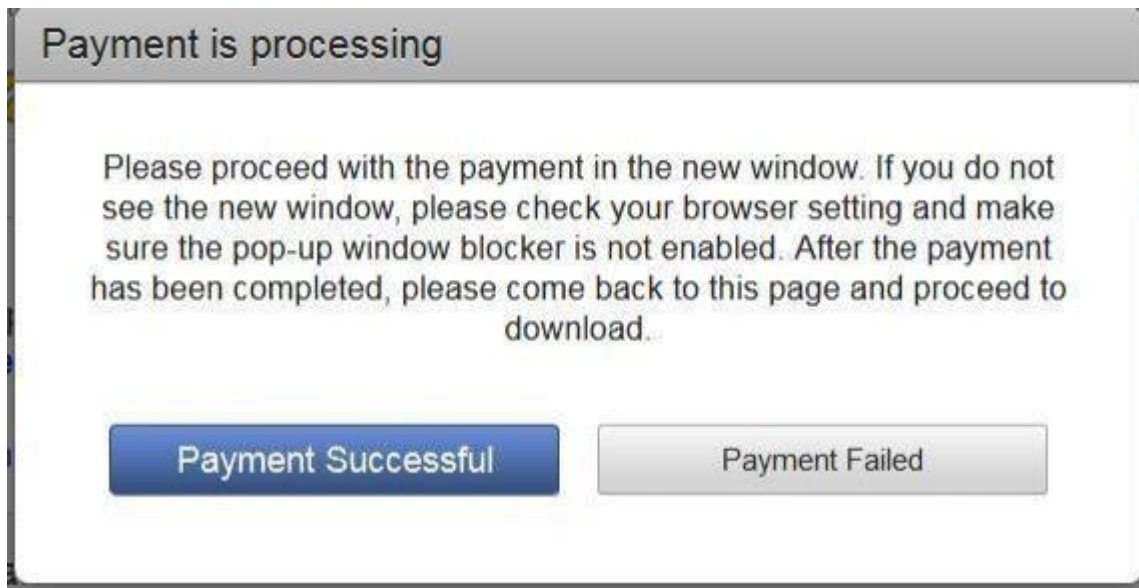 Payment is processing
Please proceed with the payment in the new window. If you do not
see the new window, please check your browser setting and make
sure the pop-up window blocker is not enabled. After the payment
has been completed, please come back to this page and proceed to
download.
Payment Successful
Payment Failed